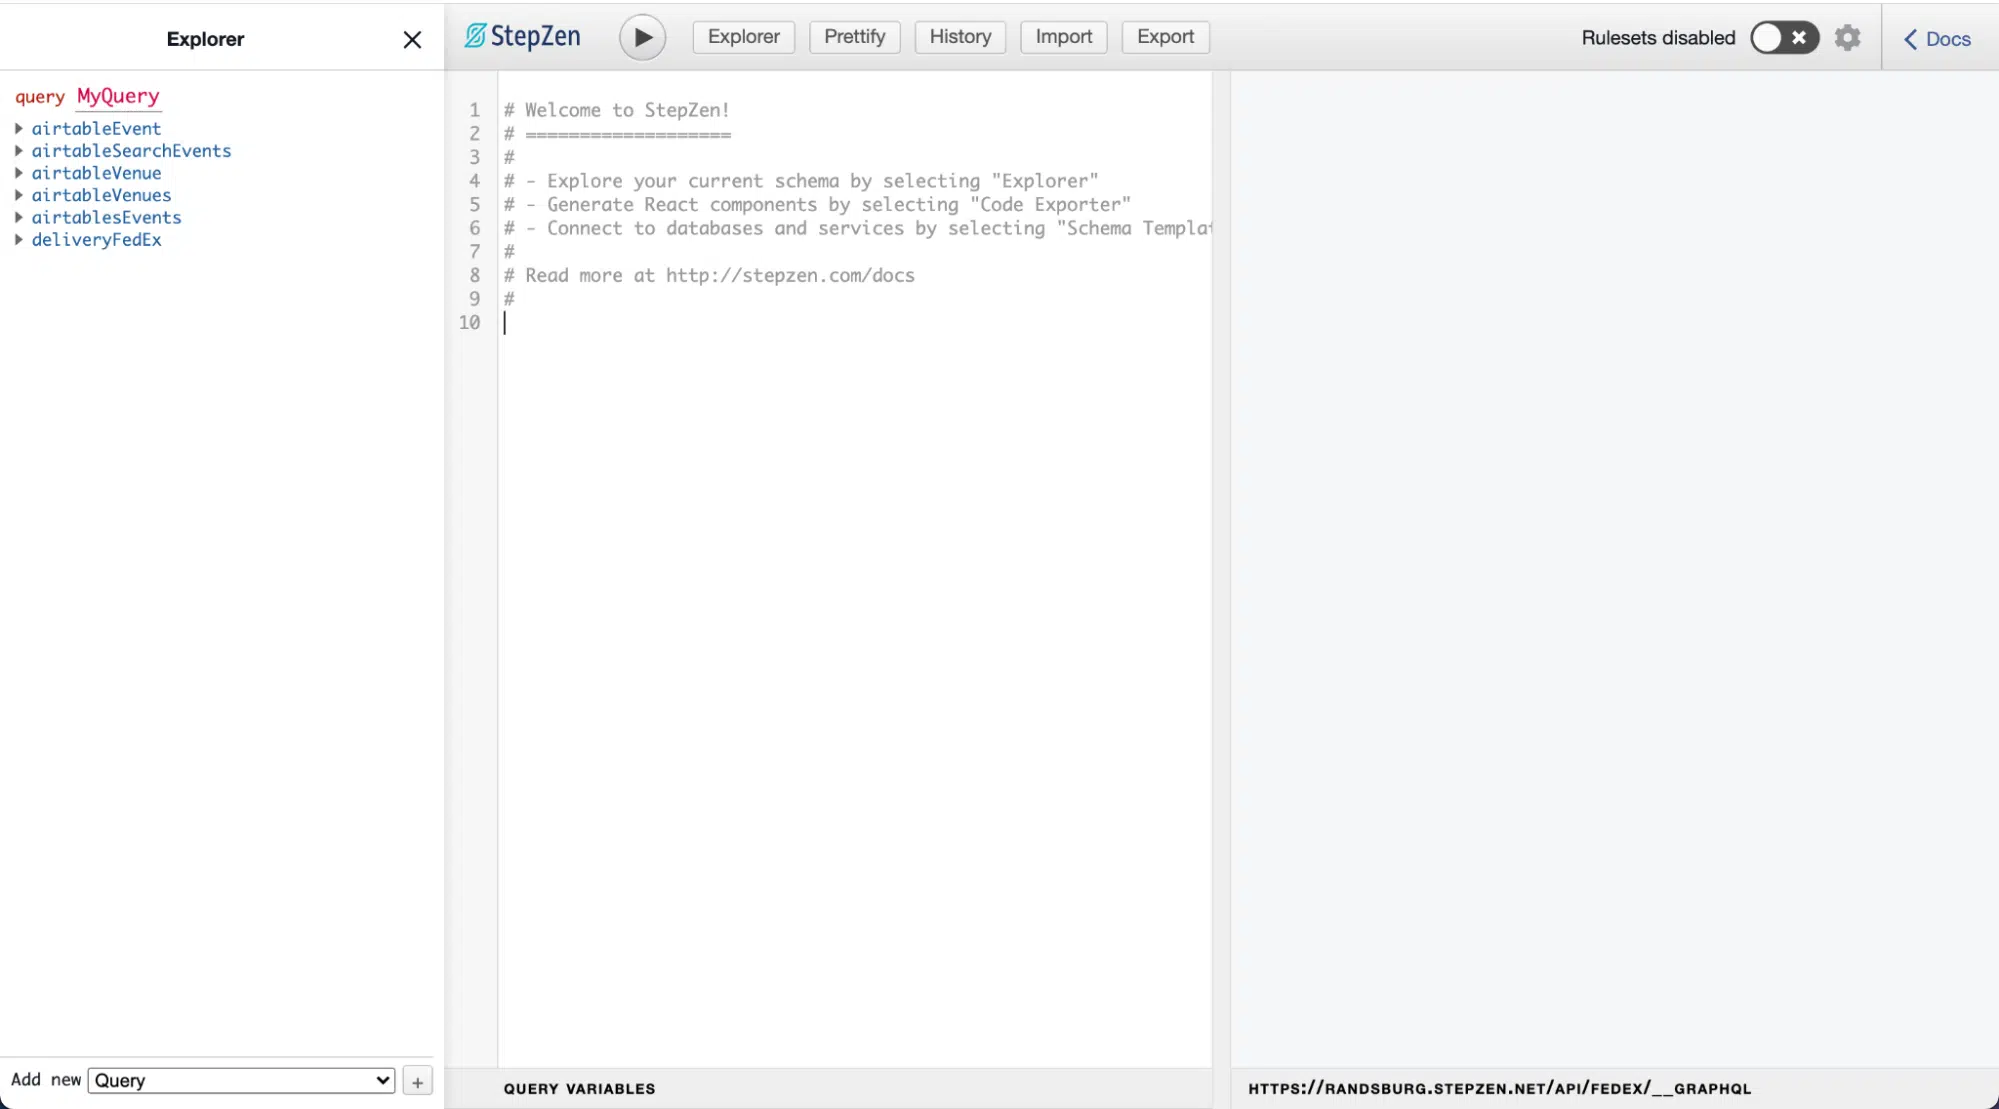 Explorer
query MyQuery
airtableEvent
airtableSearchEvents
airtableVenue
airtableVenues
airtablesEvents
deliveryFedEx
Add new Query +
StepZen Explorer Prettify History Import Export Rulesets disabled Docs
1 # Welcome to StepZen!
2 # ===================
3 #
4 # - Explore your current schema by selecting "Explorer"
5 # - Generate React components by selecting "Code Exporter"
6 # - Connect to databases and services by selecting "Schema Templat
7 #
8 # Read more at http://stepzen.com/docs
9 #
10
QUERY VARIABLES
HTTPS://RANDSBURG.STEPZEN.NET/API/FEDEX/__GRAPHQL